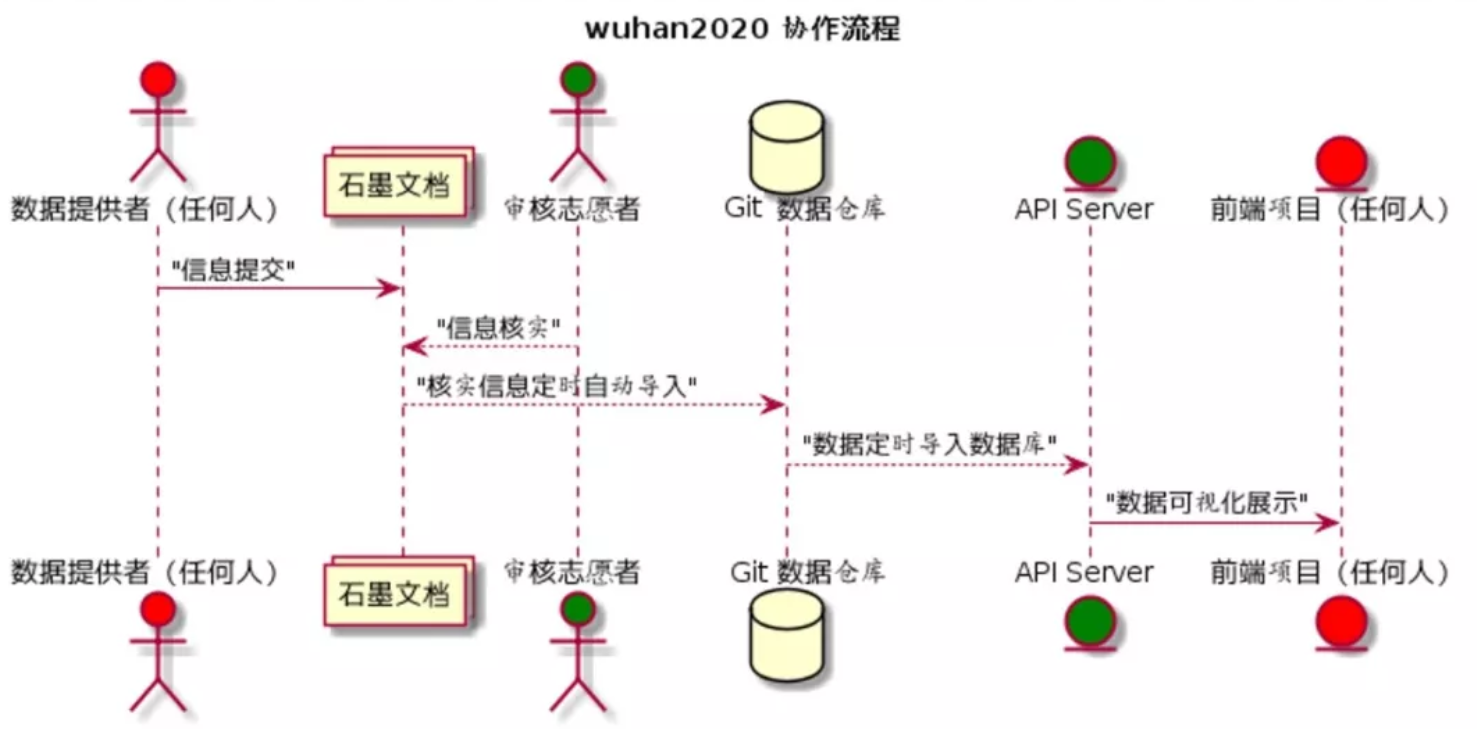 wuhan2020 协作流程
数据提供者（任何人）
石墨文档
审核志愿者
Git 数据仓库
API Server
前端项目（任何人）
"信息提交"
"信息核实"
"核实信息定时自动导入"
"数据定时导入数据库"
"数据可视化展示"
数据提供者（任何人）
石墨文档
审核志愿者
Git 数据仓库
API Server
前端项目（任何人）